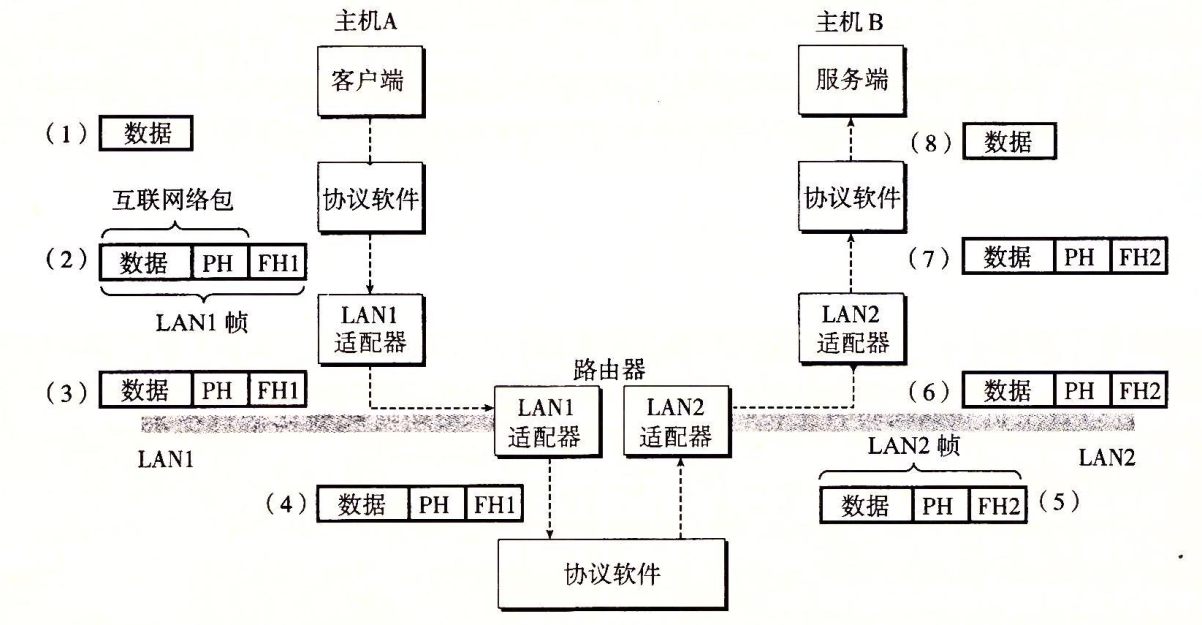 主机A
主机 B
客户端
服务端
(1) 数据
(8) 数据
协议软件
协议软件
互联网络包
(2) 数据 PH FH1
(7) 数据 PH FH2
LAN1 帧
LAN1
适配器
LAN2
适配器
(3) 数据 PH FH1
路由器
(6) 数据 PH FH2
LAN1
适配器
LAN2
适配器
LAN1
LAN2 帧
LAN2
(4) 数据 PH FH1
数据 PH FH2 (5)
协议软件